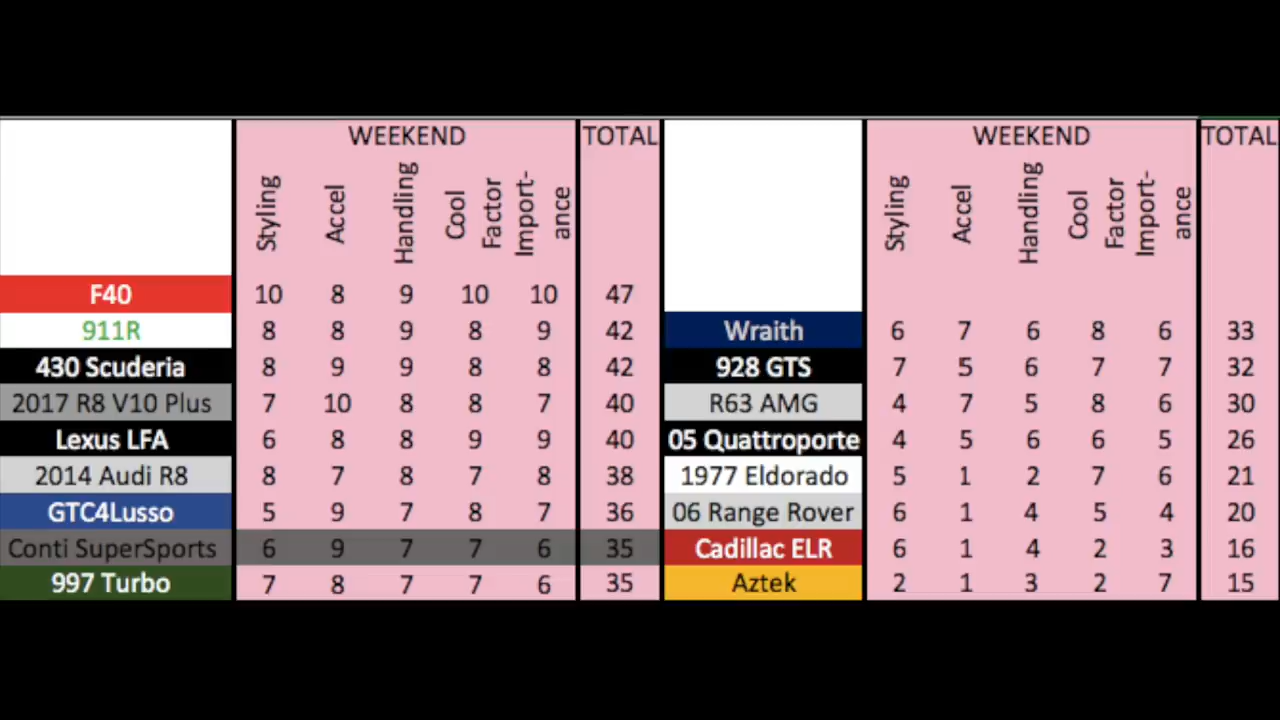 WEEKEND TOTAL WEEKEND TOTAL
Styling Accel Handling Cool Factor Import-ance Styling Accel Handling Cool Factor Import-ance
F40 10 8 9 10 10 47
911R 8 8 9 8 9 42 Wraith 6 7 6 8 6 33
430 Scuderia 8 9 9 8 8 42 928 GTS 7 5 6 7 7 32
2017 R8 V10 Plus 7 10 8 8 7 40 R63 AMG 4 7 5 8 6 30
Lexus LFA 6 8 8 9 9 40 05 Quattroporte 4 5 6 6 5 26
2014 Audi R8 8 7 8 7 8 38 1977 Eldorado 5 1 2 7 6 21
GTC4Lusso 5 9 7 8 7 36 06 Range Rover 6 1 4 5 4 20
Conti SuperSports 6 9 7 7 6 35 Cadillac ELR 6 1 4 2 3 16
997 Turbo 7 8 7 7 6 35 Aztek 2 1 3 2 7 15